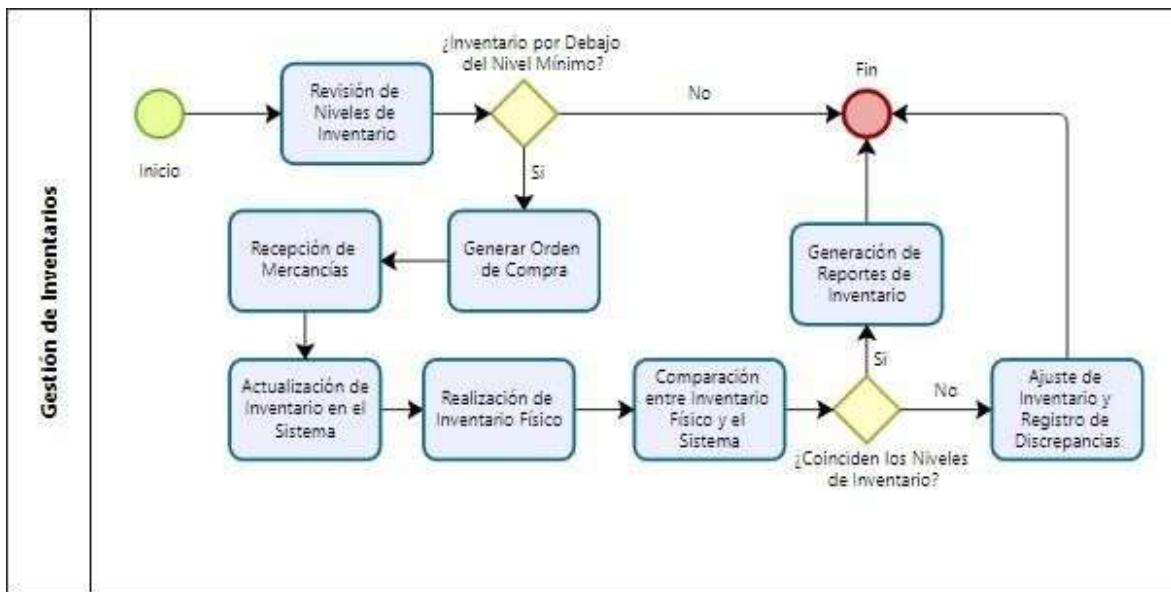 Gestión de Inventarios
Inicio
Revisión de
Niveles de
Inventario
¿Inventario por Debajo
del Nivel Mínimo?
No
Fin
Si
Generar Orden
de Compra
Recepción de
Mercancías
Actualización de
Inventario en el
Sistema
Realización de
Inventario Físico
Comparación
entre Inventario
Físico y el
Sistema
¿Coinciden los Niveles
de Inventario?
Si
Generación de
Reportes de
Inventario
No
Ajuste de
Inventario y
Registro de
Discrepancias